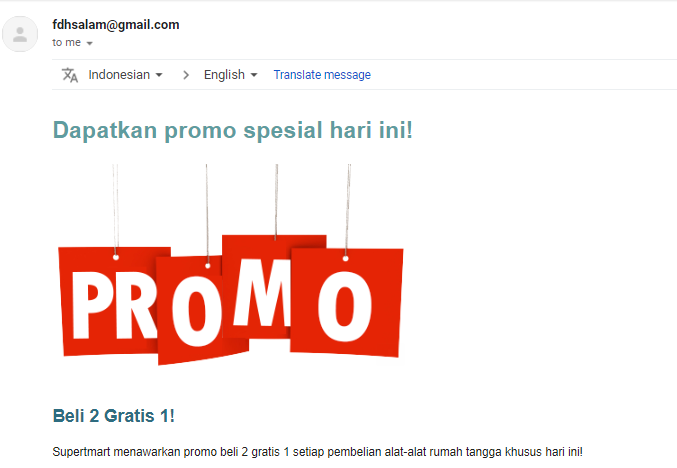 fdhsalam@gmail.com
to me
Indonesian > English Translate message
Dapatkan promo spesial hari ini!
PROMO
Beli 2 Gratis 1!
Supertmart menawarkan promo beli 2 gratis 1 setiap pembelian alat-alat rumah tangga khusus hari ini!